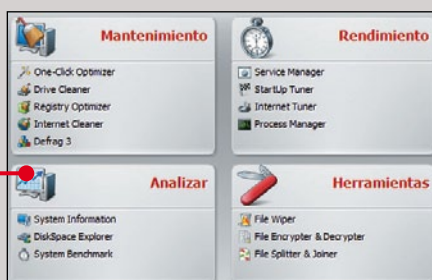 Mantenimiento
One-Click Optimizer
Drive Cleaner
Registry Optimizer
Internet Cleaner
Defrag 3
Rendimiento
Service Manager
StartUp Tuner
Internet Tuner
Process Manager
Analizar
System Information
DiskSpace Explorer
System Benchmark
Herramientas
File Wiper
File Encrypter & Decrypter
File Splitter & Joiner